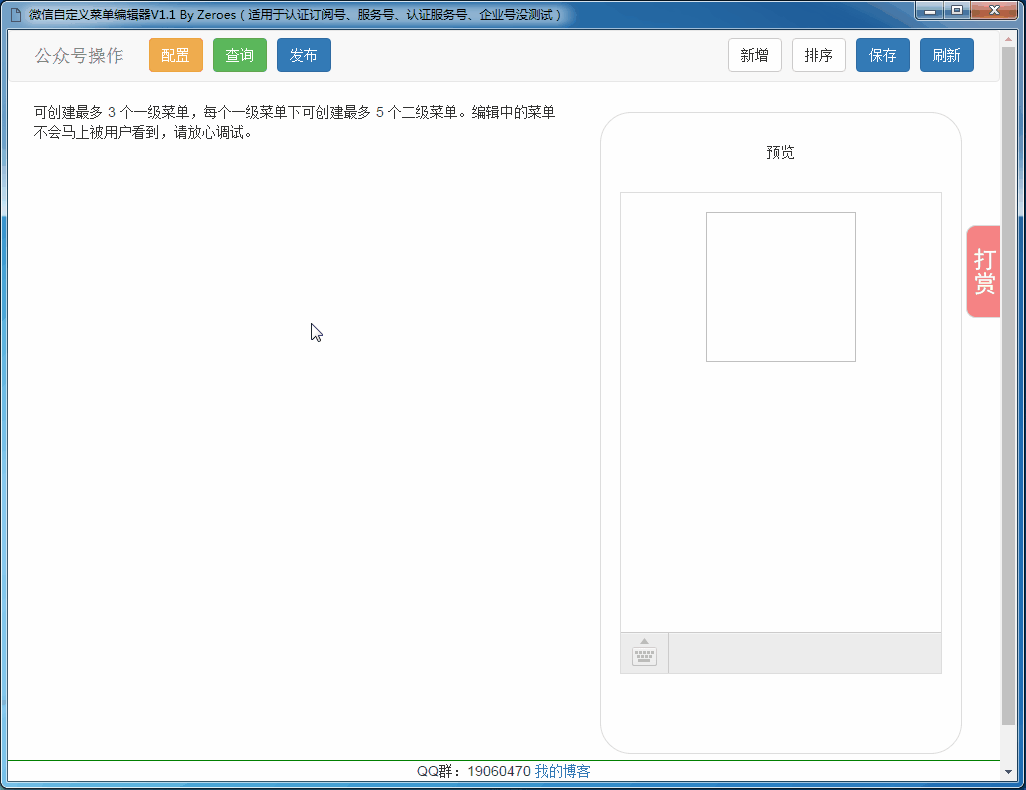 微信自定义菜单编辑器V1.1 By Zeroes（适用于认证订阅号、服务号、认证服务号、企业号没测试）
公众号操作 配置 查询 发布 新增 排序 保存 刷新
可创建最多 3 个一级菜单，每个一级菜单下可创建最多 5 个二级菜单。编辑中的菜单
不会马上被用户看到，请放心调试。
预览
打
赏
QQ群：19060470 我的博客